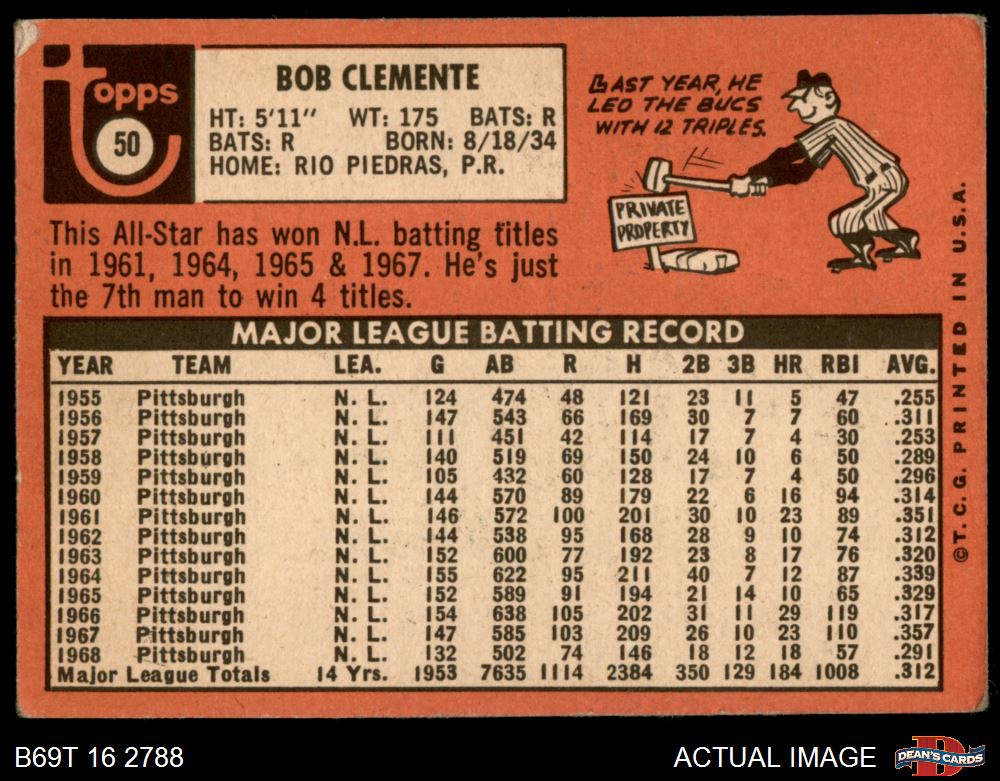 topps
50
BOB CLEMENTE
HT: 5'11" WT: 175 BATS: R
BATS: R BORN: 8/18/34
HOME: RIO PIEDRAS, P.R.
LAST YEAR, HE
LED THE BUCS
WITH 12 TRIPLES.
PRIVATE
PROPERTY
This All-Star has won N.L. batting titles
in 1961, 1964, 1965 & 1967. He's just
the 7th man to win 4 titles.
MAJOR LEAGUE BATTING RECORD
YEAR TEAM LEA. G AB R H 2B 3B HR RBI AVG.
1955 Pittsburgh N. L. 124 474 48 121 23 11 5 47 .255
1956 Pittsburgh N. L. 147 543 66 169 30 7 7 60 .311
1957 Pittsburgh N. L. 111 451 42 114 17 7 4 30 .253
1958 Pittsburgh N. L. 140 519 69 150 24 10 6 50 .289
1959 Pittsburgh N. L. 105 432 60 128 17 7 4 50 .296
1960 Pittsburgh N. L. 144 570 89 179 22 6 16 94 .314
1961 Pittsburgh N. L. 146 572 100 201 30 10 23 89 .351
1962 Pittsburgh N. L. 144 538 95 168 28 9 10 74 .312
1963 Pittsburgh N. L. 152 600 77 192 23 8 17 76 .320
1964 Pittsburgh N. L. 155 622 95 211 40 7 12 87 .339
1965 Pittsburgh N. L. 152 589 91 194 21 14 10 65 .329
1966 Pittsburgh N. L. 154 638 105 202 31 11 29 119 .317
1967 Pittsburgh N. L. 147 585 103 209 26 10 23 110 .357
1968 Pittsburgh N. L. 132 502 74 146 18 12 18 57 .291
Major League Totals 14 Yrs. 1953 7635 1114 2384 350 129 184 1008 .312
© T. C. G. PRINTED IN U.S.A.
B69T 16 2788
ACTUAL IMAGE
D
DEAN'S CARDS